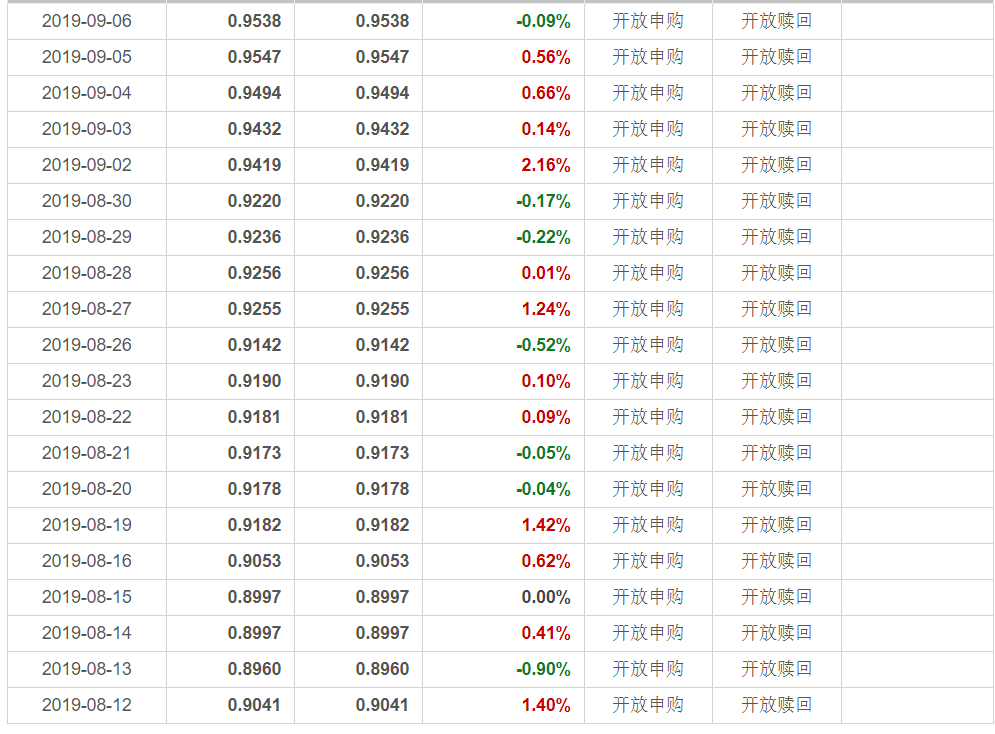 2019-09-06 0.9538 0.9538 -0.09% 开放申购 开放赎回
2019-09-05 0.9547 0.9547 0.56% 开放申购 开放赎回
2019-09-04 0.9494 0.9494 0.66% 开放申购 开放赎回
2019-09-03 0.9432 0.9432 0.14% 开放申购 开放赎回
2019-09-02 0.9419 0.9419 2.16% 开放申购 开放赎回
2019-08-30 0.9220 0.9220 -0.17% 开放申购 开放赎回
2019-08-29 0.9236 0.9236 -0.22% 开放申购 开放赎回
2019-08-28 0.9256 0.9256 0.01% 开放申购 开放赎回
2019-08-27 0.9255 0.9255 1.24% 开放申购 开放赎回
2019-08-26 0.9142 0.9142 -0.52% 开放申购 开放赎回
2019-08-23 0.9190 0.9190 0.10% 开放申购 开放赎回
2019-08-22 0.9181 0.9181 0.09% 开放申购 开放赎回
2019-08-21 0.9173 0.9173 -0.05% 开放申购 开放赎回
2019-08-20 0.9178 0.9178 -0.04% 开放申购 开放赎回
2019-08-19 0.9182 0.9182 1.42% 开放申购 开放赎回
2019-08-16 0.9053 0.9053 0.62% 开放申购 开放赎回
2019-08-15 0.8997 0.8997 0.00% 开放申购 开放赎回
2019-08-14 0.8997 0.8997 0.41% 开放申购 开放赎回
2019-08-13 0.8960 0.8960 -0.90% 开放申购 开放赎回
2019-08-12 0.9041 0.9041 1.40% 开放申购 开放赎回